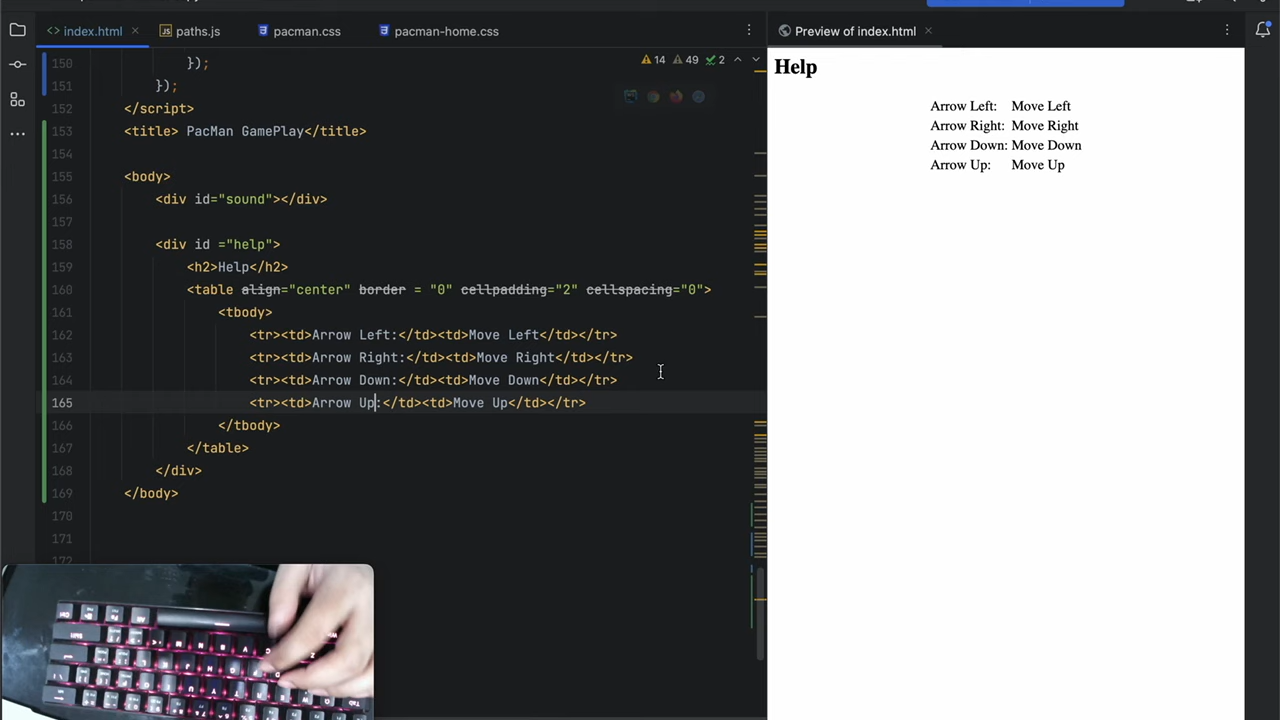 index.html
paths.js
pacman.css
pacman-home.css
Preview of index.html
14 49 2
150 });
151 });
152 </script>
153 <title> PacMan GamePlay</title>
154
155 <body>
156 <div id="sound"></div>
157
158 <div id ="help">
159 <h2>Help</h2>
160 <table align="center" border = "0" cellpadding="2" cellspacing="0">
161 <tbody>
162 <tr><td>Arrow Left:</td><td>Move Left</td></tr>
163 <tr><td>Arrow Right:</td><td>Move Right</td></tr>
164 <tr><td>Arrow Down:</td><td>Move Down</td></tr>
165 <tr><td>Arrow Up:</td><td>Move Up</td></tr>
166 </tbody>
167 </table>
168 </div>
169 </body>
170
171
Help
Arrow Left: Move Left
Arrow Right: Move Right
Arrow Down: Move Down
Arrow Up: Move Up